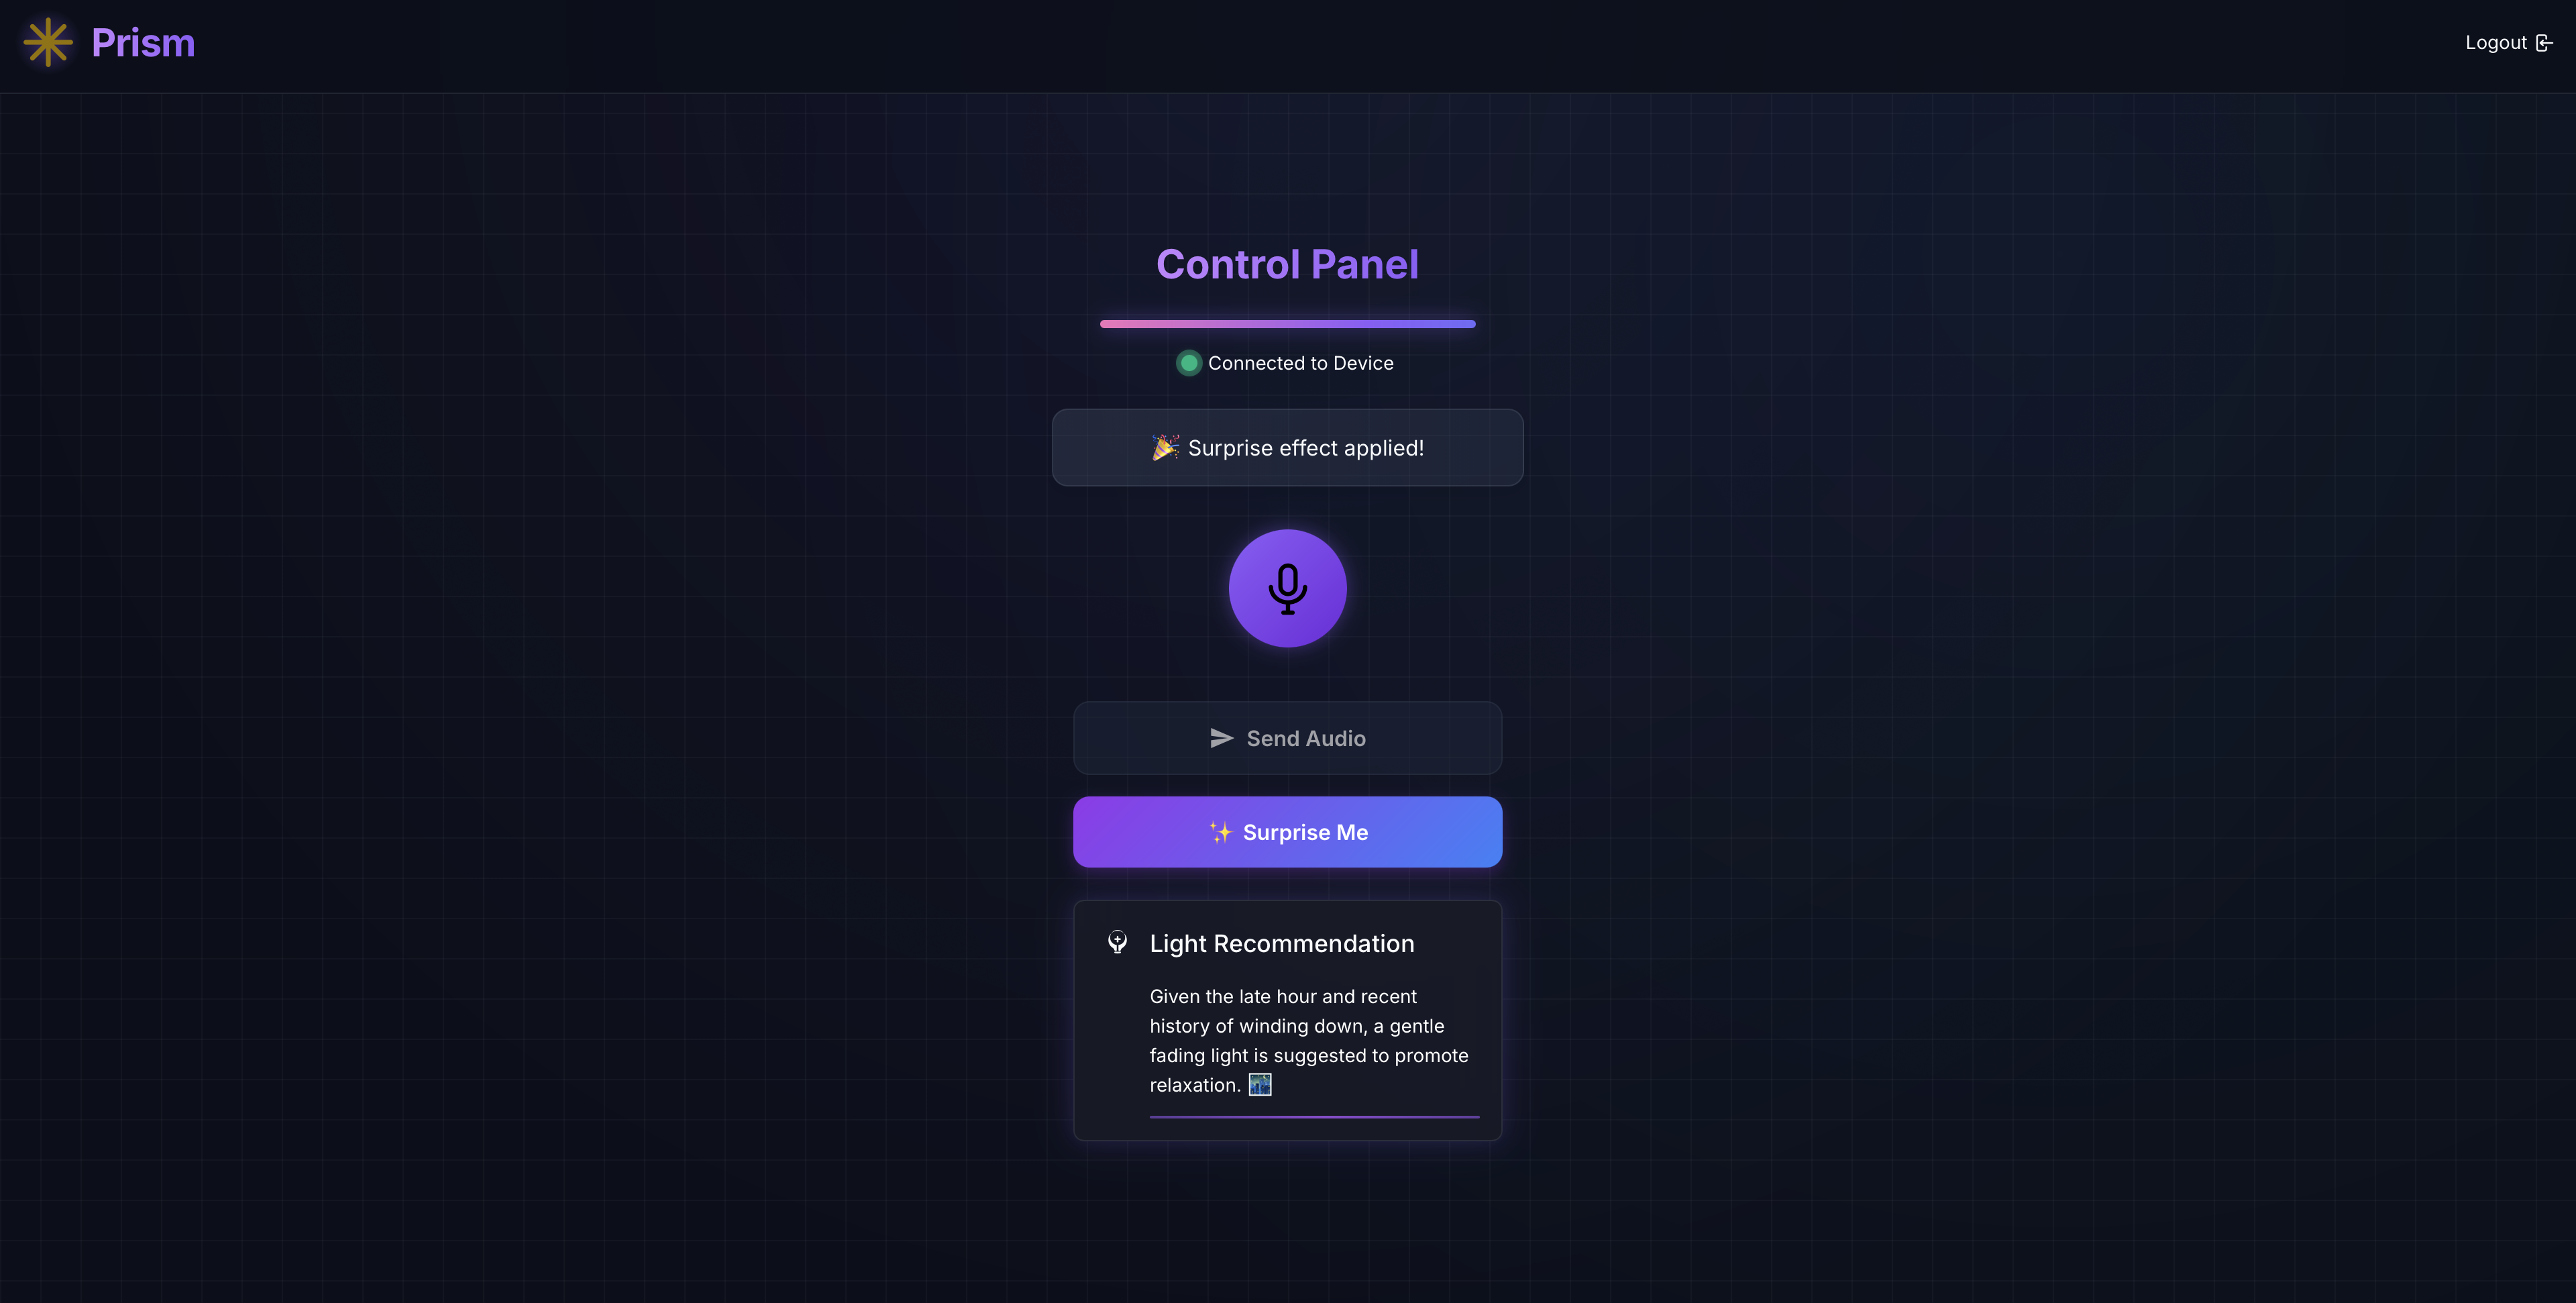 Prism
Logout
Control Panel
Connected to Device
🎉 Surprise effect applied!
Send Audio
✨ Surprise Me
Light Recommendation
Given the late hour and recent
history of winding down, a gentle
fading light is suggested to promote
relaxation. 🌃